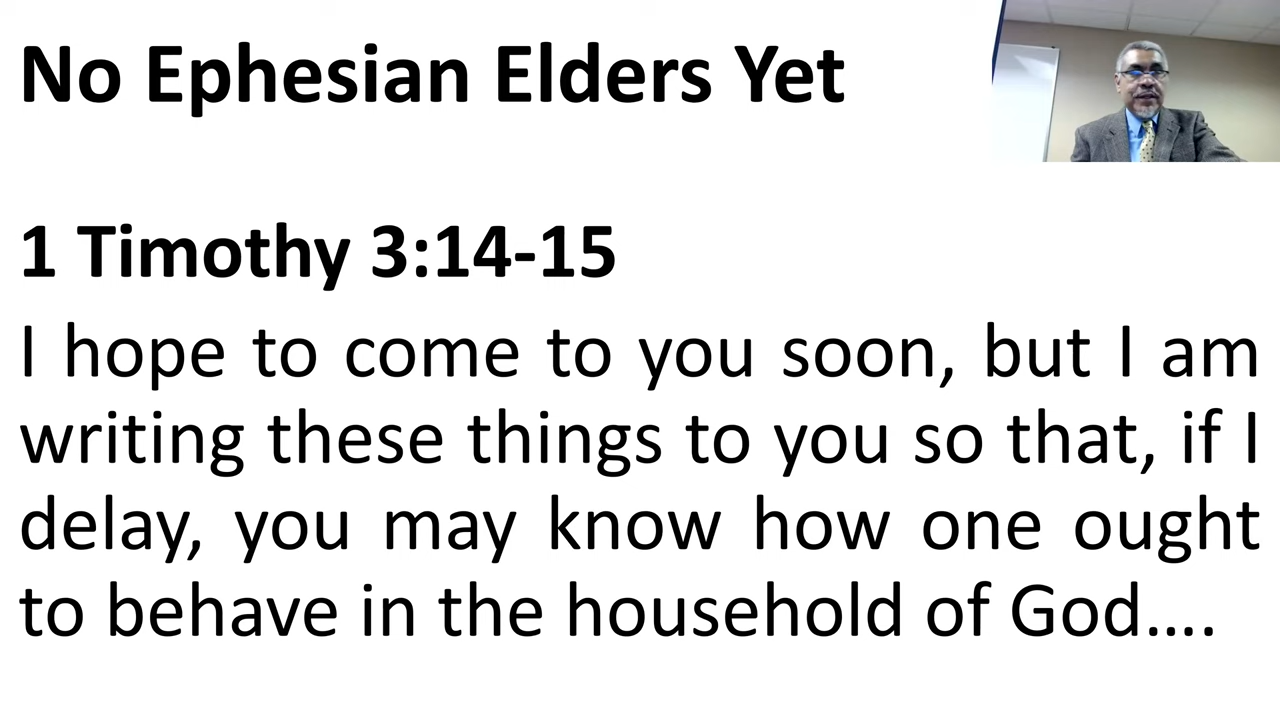 No Ephesian Elders Yet
1 Timothy 3:14-15
I hope to come to you soon, but I am
writing these things to you so that, if I
delay, you may know how one ought
to behave in the household of God….